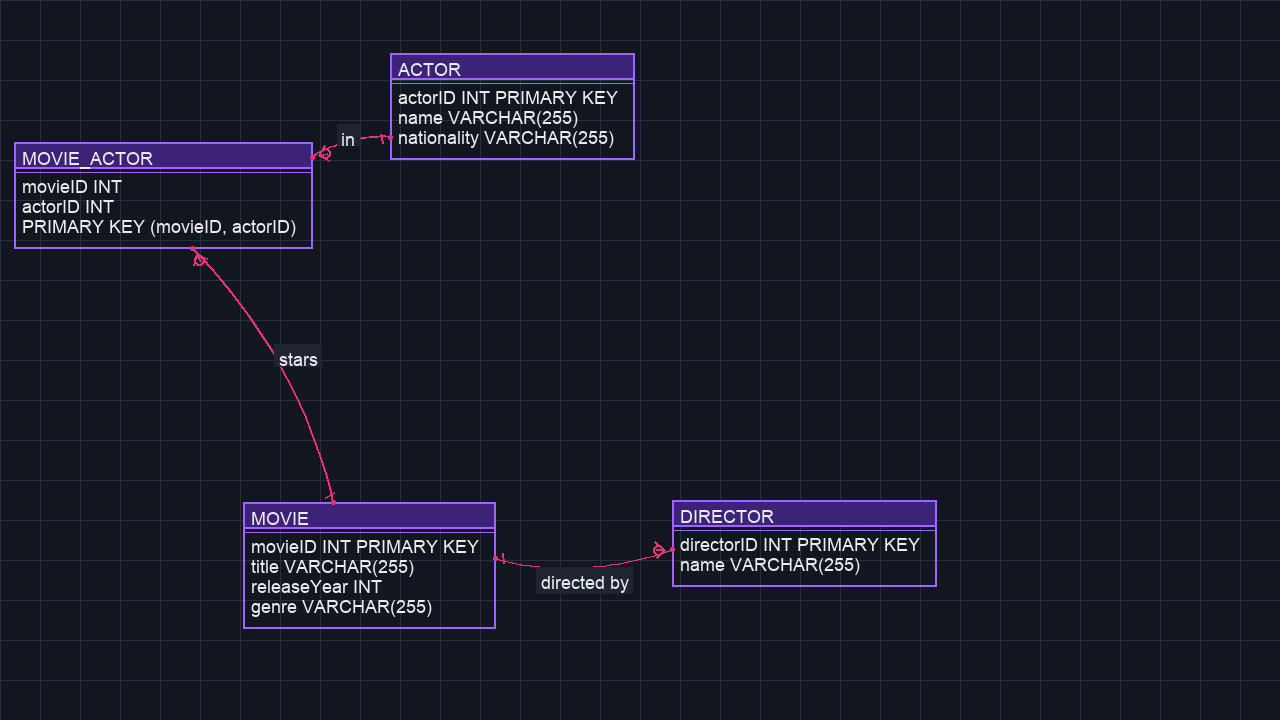 ACTOR
actorID INT PRIMARY KEY
name VARCHAR(255)
nationality VARCHAR(255)
in
MOVIE_ACTOR
movieID INT
actorID INT
PRIMARY KEY (movieID, actorID)
stars
MOVIE
movieID INT PRIMARY KEY
title VARCHAR(255)
releaseYear INT
genre VARCHAR(255)
directed by
DIRECTOR
directorID INT PRIMARY KEY
name VARCHAR(255)